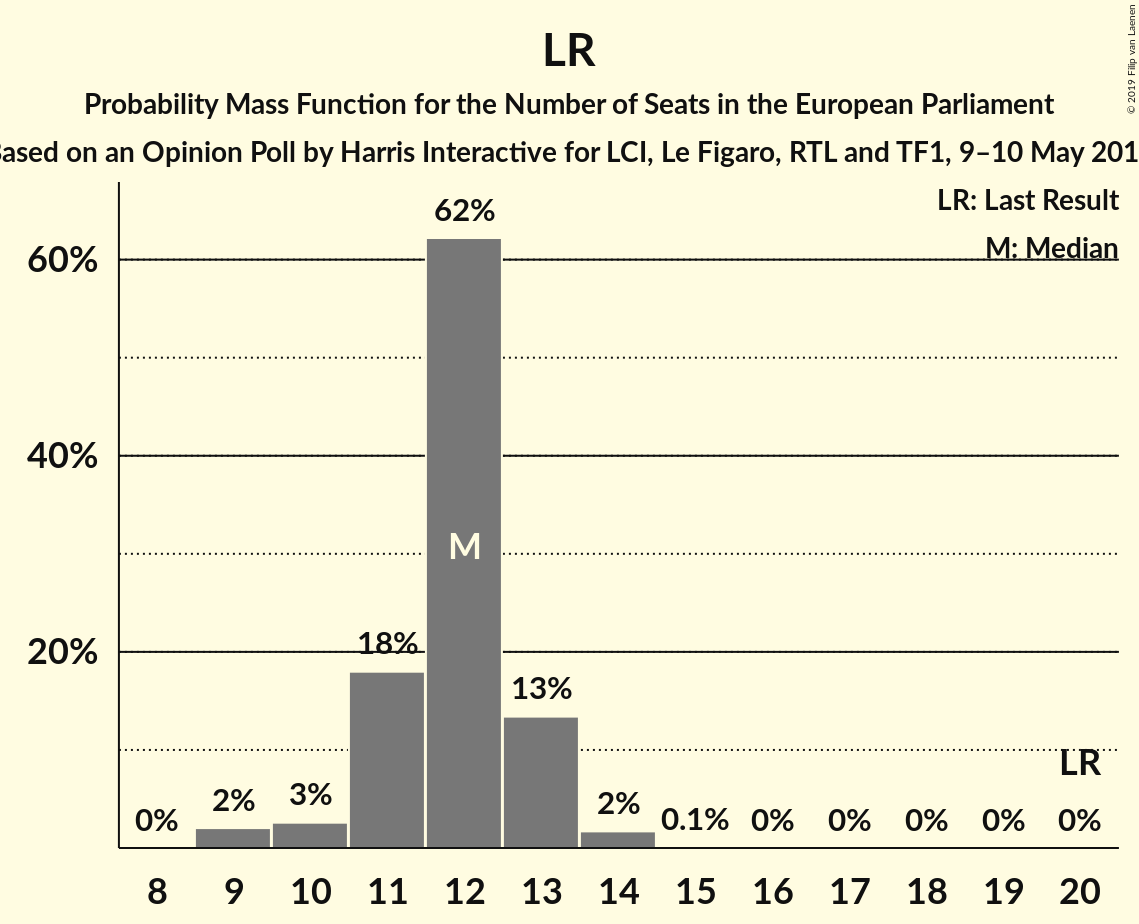 LR
Probability Mass Function for the Number of Seats in the European Parliament
Based on an Opinion Poll by Harris Interactive for LCI, Le Figaro, RTL and TF1, 9–10 May 201
© 2019 Filip van Laenen
LR: Last Result
M: Median
62%
60%
40%
M
20%
18%
13%
LR
0%
2%
3%
2%
0.1%
0%
0%
0%
0%
0%
8 9 10 11 12 13 14 15 16 17 18 19 20